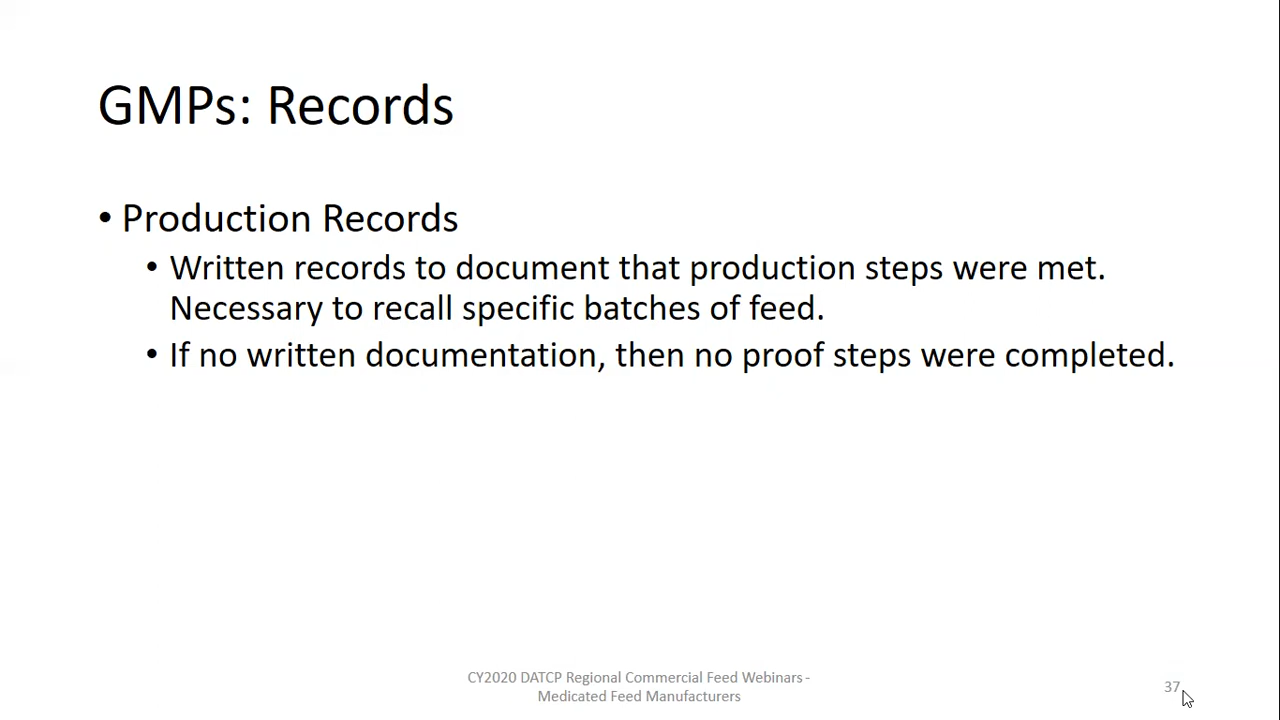 GMPs: Records
• Production Records
• Written records to document that production steps were met.
Necessary to recall specific batches of feed.
• If no written documentation, then no proof steps were completed.
CY2020 DATCP Regional Commercial Feed Webinars -
Medicated Feed Manufacturers
37